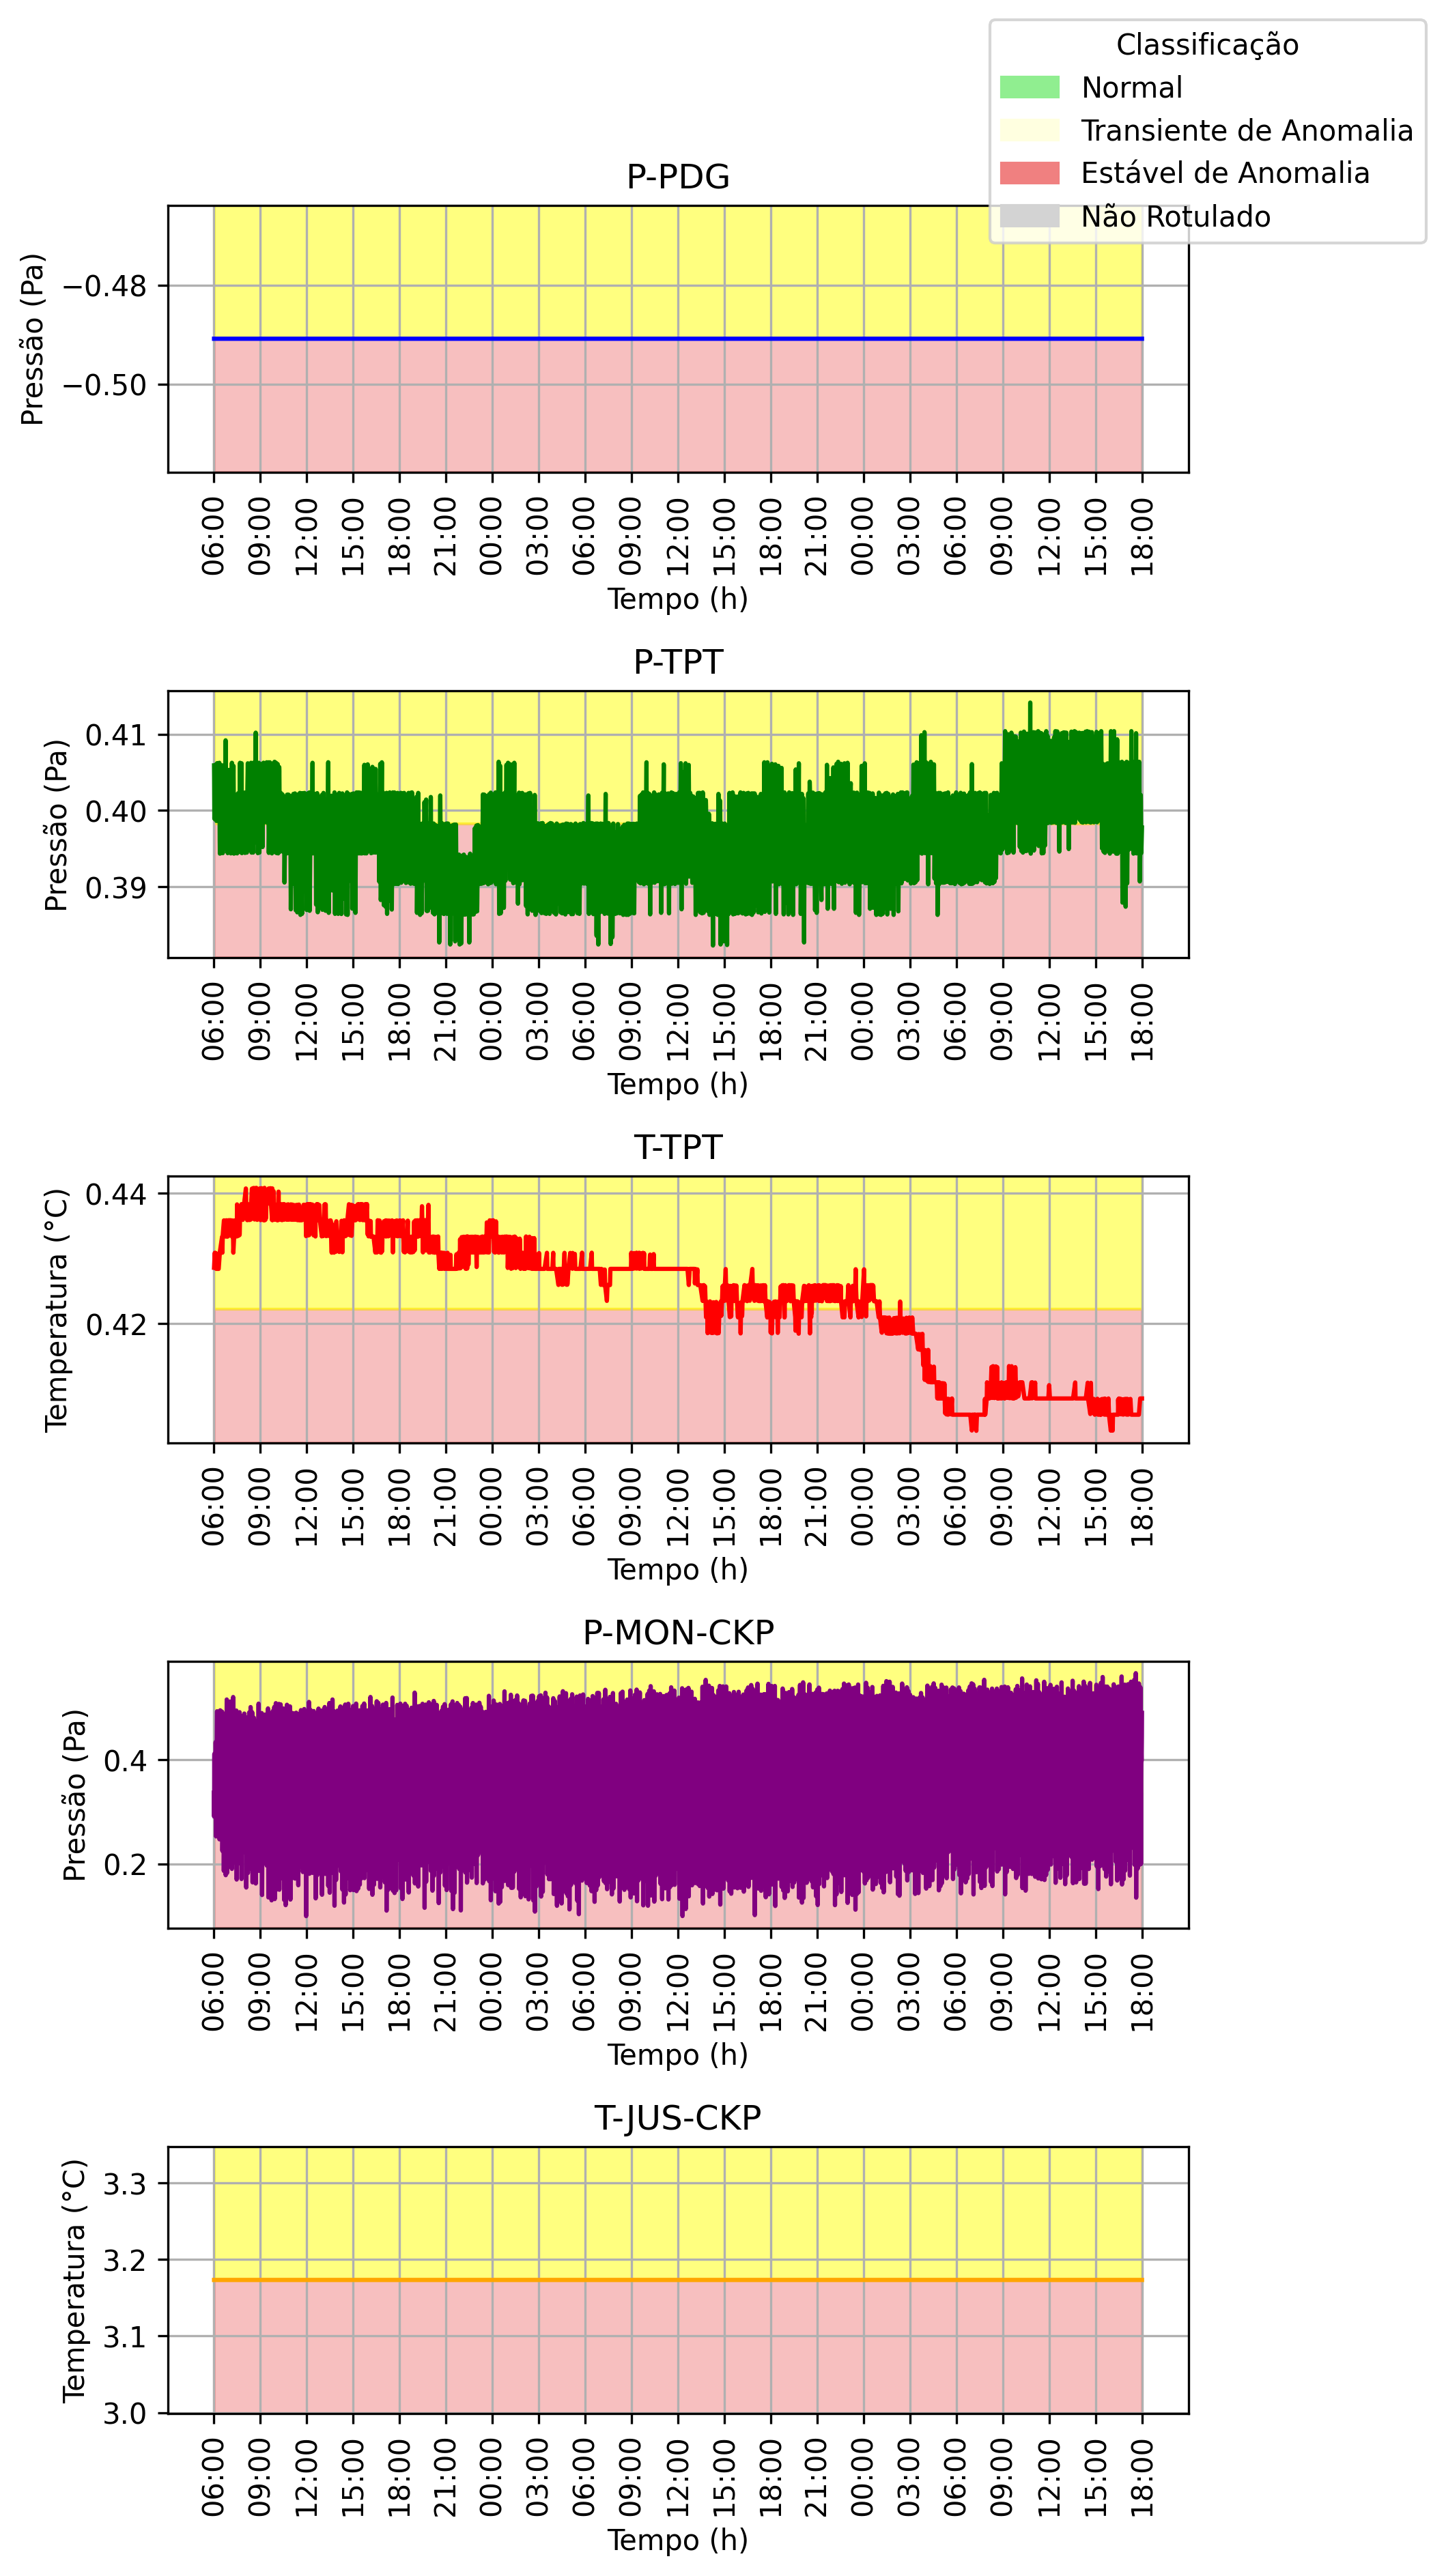 Classificação
Normal
Transiente de Anomalia
Estável de Anomalia
Não Rotulado
P-PDG
Pressão (Pa)
−0.48
−0.50
06:00 09:00 12:00 15:00 18:00 21:00 00:00 03:00 06:00 09:00 12:00 15:00 18:00 21:00 00:00 03:00 06:00 09:00 12:00 15:00 18:00
Tempo (h)
P-TPT
Pressão (Pa)
0.41
0.40
0.39
06:00 09:00 12:00 15:00 18:00 21:00 00:00 03:00 06:00 09:00 12:00 15:00 18:00 21:00 00:00 03:00 06:00 09:00 12:00 15:00 18:00
Tempo (h)
T-TPT
Temperatura (°C)
0.44
0.42
06:00 09:00 12:00 15:00 18:00 21:00 00:00 03:00 06:00 09:00 12:00 15:00 18:00 21:00 00:00 03:00 06:00 09:00 12:00 15:00 18:00
Tempo (h)
P-MON-CKP
Pressão (Pa)
0.4
0.2
06:00 09:00 12:00 15:00 18:00 21:00 00:00 03:00 06:00 09:00 12:00 15:00 18:00 21:00 00:00 03:00 06:00 09:00 12:00 15:00 18:00
Tempo (h)
T-JUS-CKP
Temperatura (°C)
3.3
3.2
3.1
3.0
06:00 09:00 12:00 15:00 18:00 21:00 00:00 03:00 06:00 09:00 12:00 15:00 18:00 21:00 00:00 03:00 06:00 09:00 12:00 15:00 18:00
Tempo (h)